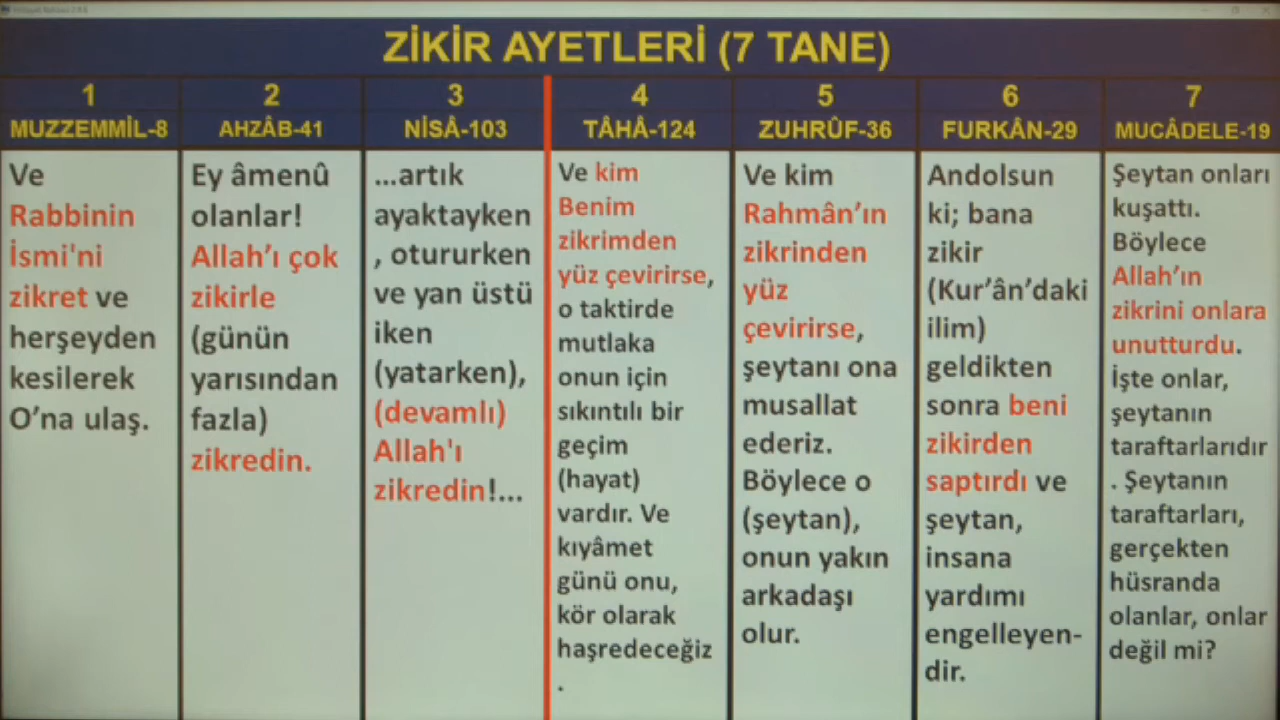 ZİKİR AYETLERİ (7 TANE)
1
MUZZEMMİL-8
Ve
Rabbinin
İsmi'ni
zikret ve
herşeyden
kesilerek
O’na ulaş.
2
AHZÂB-41
Ey âmenû
olanlar!
Allah’ı çok
zikirle
(günün
yarısından
fazla)
zikredin.
3
NİSÂ-103
...artık
ayaktayken
, otururken
ve yan üstü
iken
(yatarken),
(devamlı)
Allah'ı
zikredin!...
4
TÂHÂ-124
Ve kim
Benim
zikrimden
yüz çevirirse,
o taktirde
mutlaka
onun için
sıkıntılı bir
geçim
(hayat)
vardır. Ve
kıyâmet
günü onu,
kör olarak
haşredeceğiz
.
5
ZUHRÛF-36
Ve kim
Rahmân’ın
zikrinden
yüz
çevirirse,
şeytanı ona
musallat
ederiz.
Böylece o
(şeytan),
onun yakın
arkadaşı
olur.
6
FURKÂN-29
Andolsun
ki; bana
zikir
(Kur’ân’daki
ilim)
geldikten
sonra beni
zikirden
saptırdı ve
şeytan,
insana
yardımı
engelleyen-
dir.
7
MUCÂDELE-19
Şeytan onları
kuşattı.
Böylece
Allah’ın
zikrini onlara
unutturdu.
İşte onlar,
şeytanın
taraftarlarıdır
. Şeytanın
taraftarları,
gerçekten
hüsranda
olanlar, onlar
değil mi?